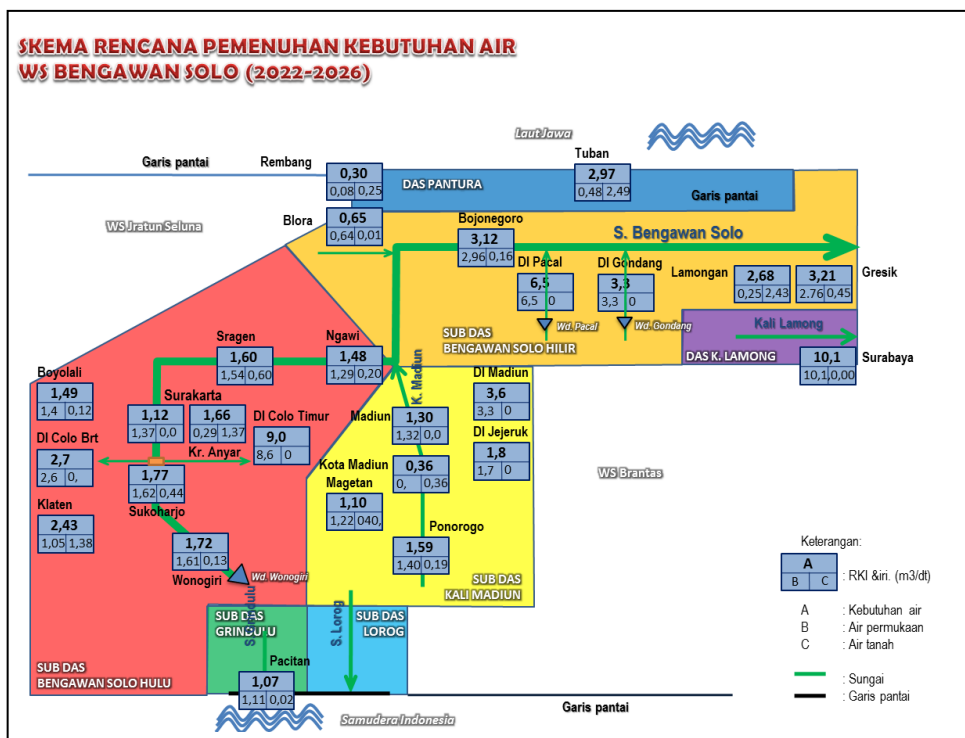 SKEMA RENCANA PEMENUHAN KEBUTUHAN AIR
WS BENGAWAN SOLO (2022-2026)
Laut Jawa
Garis pantai
Rembang
0,30
0,08 0,25
DAS PANTURA
Tuban
2,97
0,48 2,49
Garis pantai
WS Jratun Seluna
Blora
0,65
0,64 0,01
Bojonegoro
3,12
2,96 0,16
S. Bengawan Solo
DI Pacal
6,5
6,5 0
Wd. Pacal
DI Gondang
3,3
3,3 0
Wd. Gondang
Lamongan
2,68
0,25 2,43
3,21
2.76 0,45
Gresik
SUB DAS
BENGAWAN SOLO HILIR
Kali Lamong
DAS K. LAMONG
10,1
10,1 0,00
Surabaya
Sragen
1,60
1,54 0,60
Ngawi
1,48
1,29 0,20
Boyolali
1,49
1,4 0,12
Surakarta
1,12
1,37 0,0
1,66
0,29 1,37
Kr. Anyar
DI Colo Timur
9,0
8,6 0
DI Colo Brt
2,7
2,6 0,
1,77
1,62 0,44
Sukoharjo
Klaten
2,43
1,05 1,38
1,72
1,61 0,13
Wonogiri
Wd. Wonogiri
K. Madiun
Madiun
1,30
1,32 0,0
DI Madiun
3,6
3,3 0
DI Jejeruk
1,8
1,7 0
Kota Madiun
0,36
0, 0,36
Magetan
1,10
1,22 040,
Ponorogo
1,59
1,40 0,19
SUB DAS
KALI MADIUN
WS Brantas
SUB DAS
GRINDULU
SUB DAS
LOROG
S. Lorog
Pacitan
1,07
1,11 0,02
SUB DAS
BENGAWAN SOLO HULU
Samudera Indonesia
Garis pantai
Keterangan:
A
B C
: RKI &iri. (m3/dt)
A : Kebutuhan air
B : Air permukaan
C : Air tanah
: Sungai
: Garis pantai